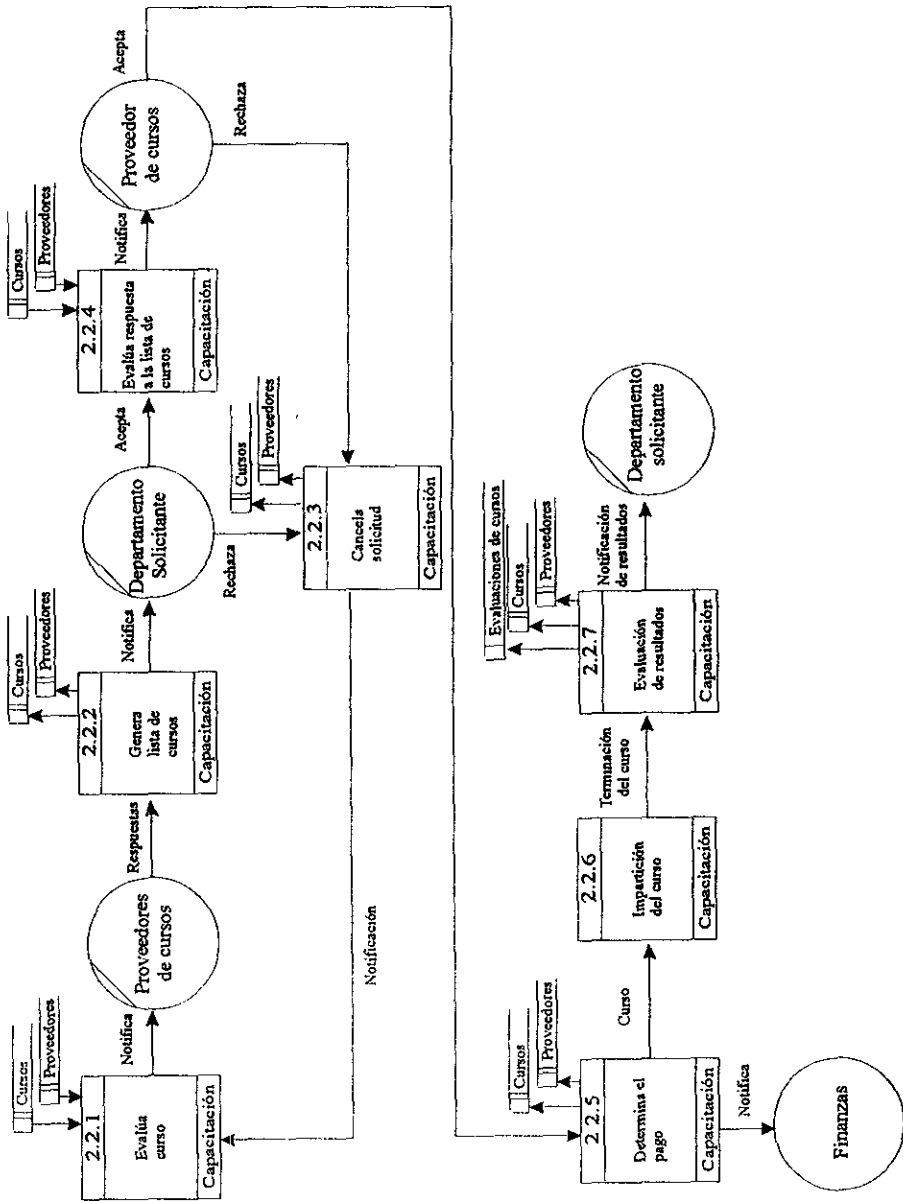 Cursos
Proveedores
2.2.1
Evalúa
curso
Capacitación
Notifica
Proveedores
de cursos
Respuestas
Cursos
Proveedores
2.2.2
Genera
lista de
cursos
Capacitación
Notifica
Departamento
Solicitante
Acepta
Rechaza
Cursos
Proveedores
2.2.4
Evalúa respuesta
a la lista de
cursos
Capacitación
Notifica
Proveedor
de cursos
Acepta
Rechaza
Cursos
Proveedores
2.2.3
Cancela
solicitud
Capacitación
Notificación
Cursos
Proveedores
2 2.5
Determina el
pago
Capacitación
Notifica
Finanzas
Curso
2.2.6
Impartición
del curso
Capacitación
Terminación
del curso
Evaluaciones de cursos
Cursos
Proveedores
2.2.7
Evaluación
de resultados
Capacitación
Notificación
de resultados
Departamento
solicitante